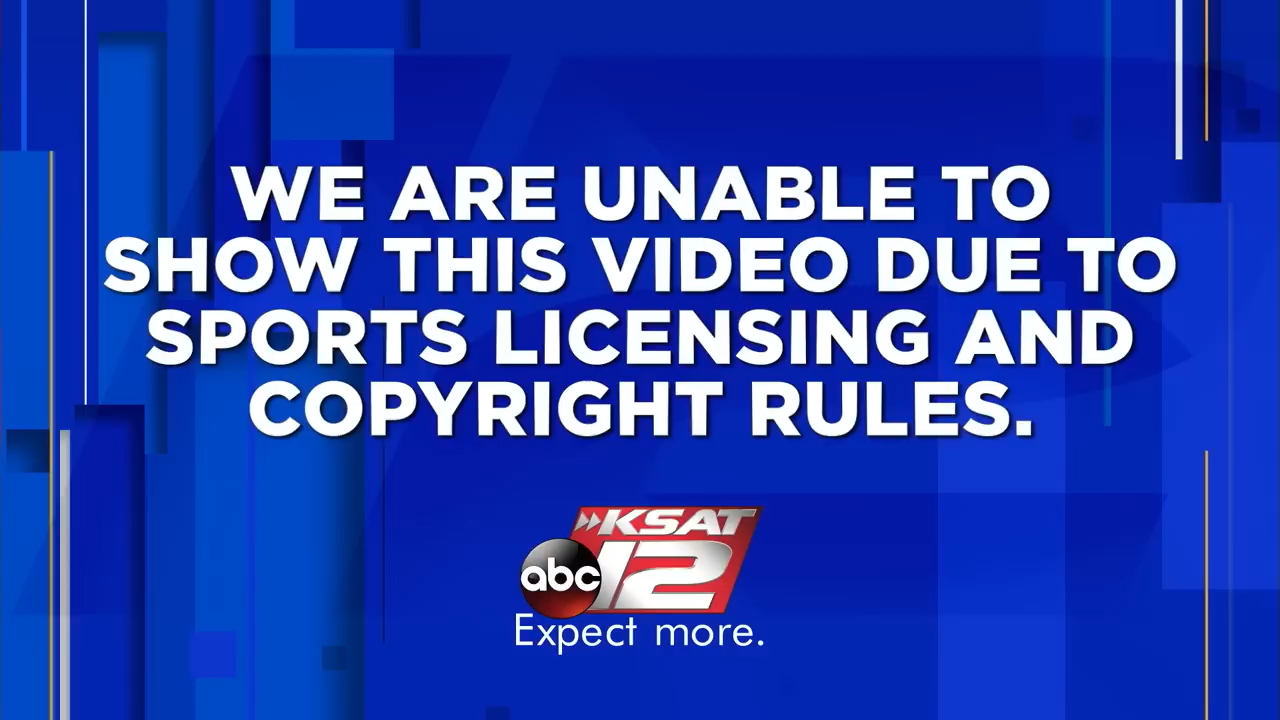 WE ARE UNABLE TO
SHOW THIS VIDEO DUE TO
SPORTS LICENSING AND
COPYRIGHT RULES.
KSAT
abc 12
Expect more.